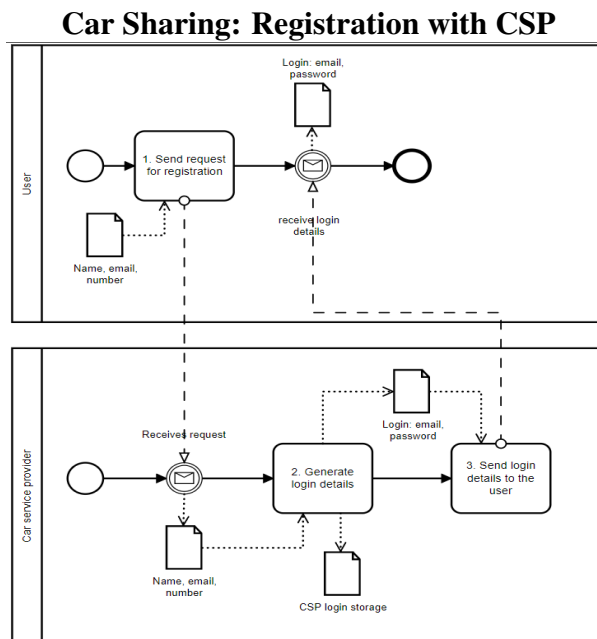 Car Sharing: Registration with CSP
User
Login: email,
password
1. Send request
for registration
receive login
details
Name, email,
number
Car service provider
Receives request
Login: email,
password
2. Generate
login details
3. Send login
details to the
user
Name, email,
number
CSP login storage